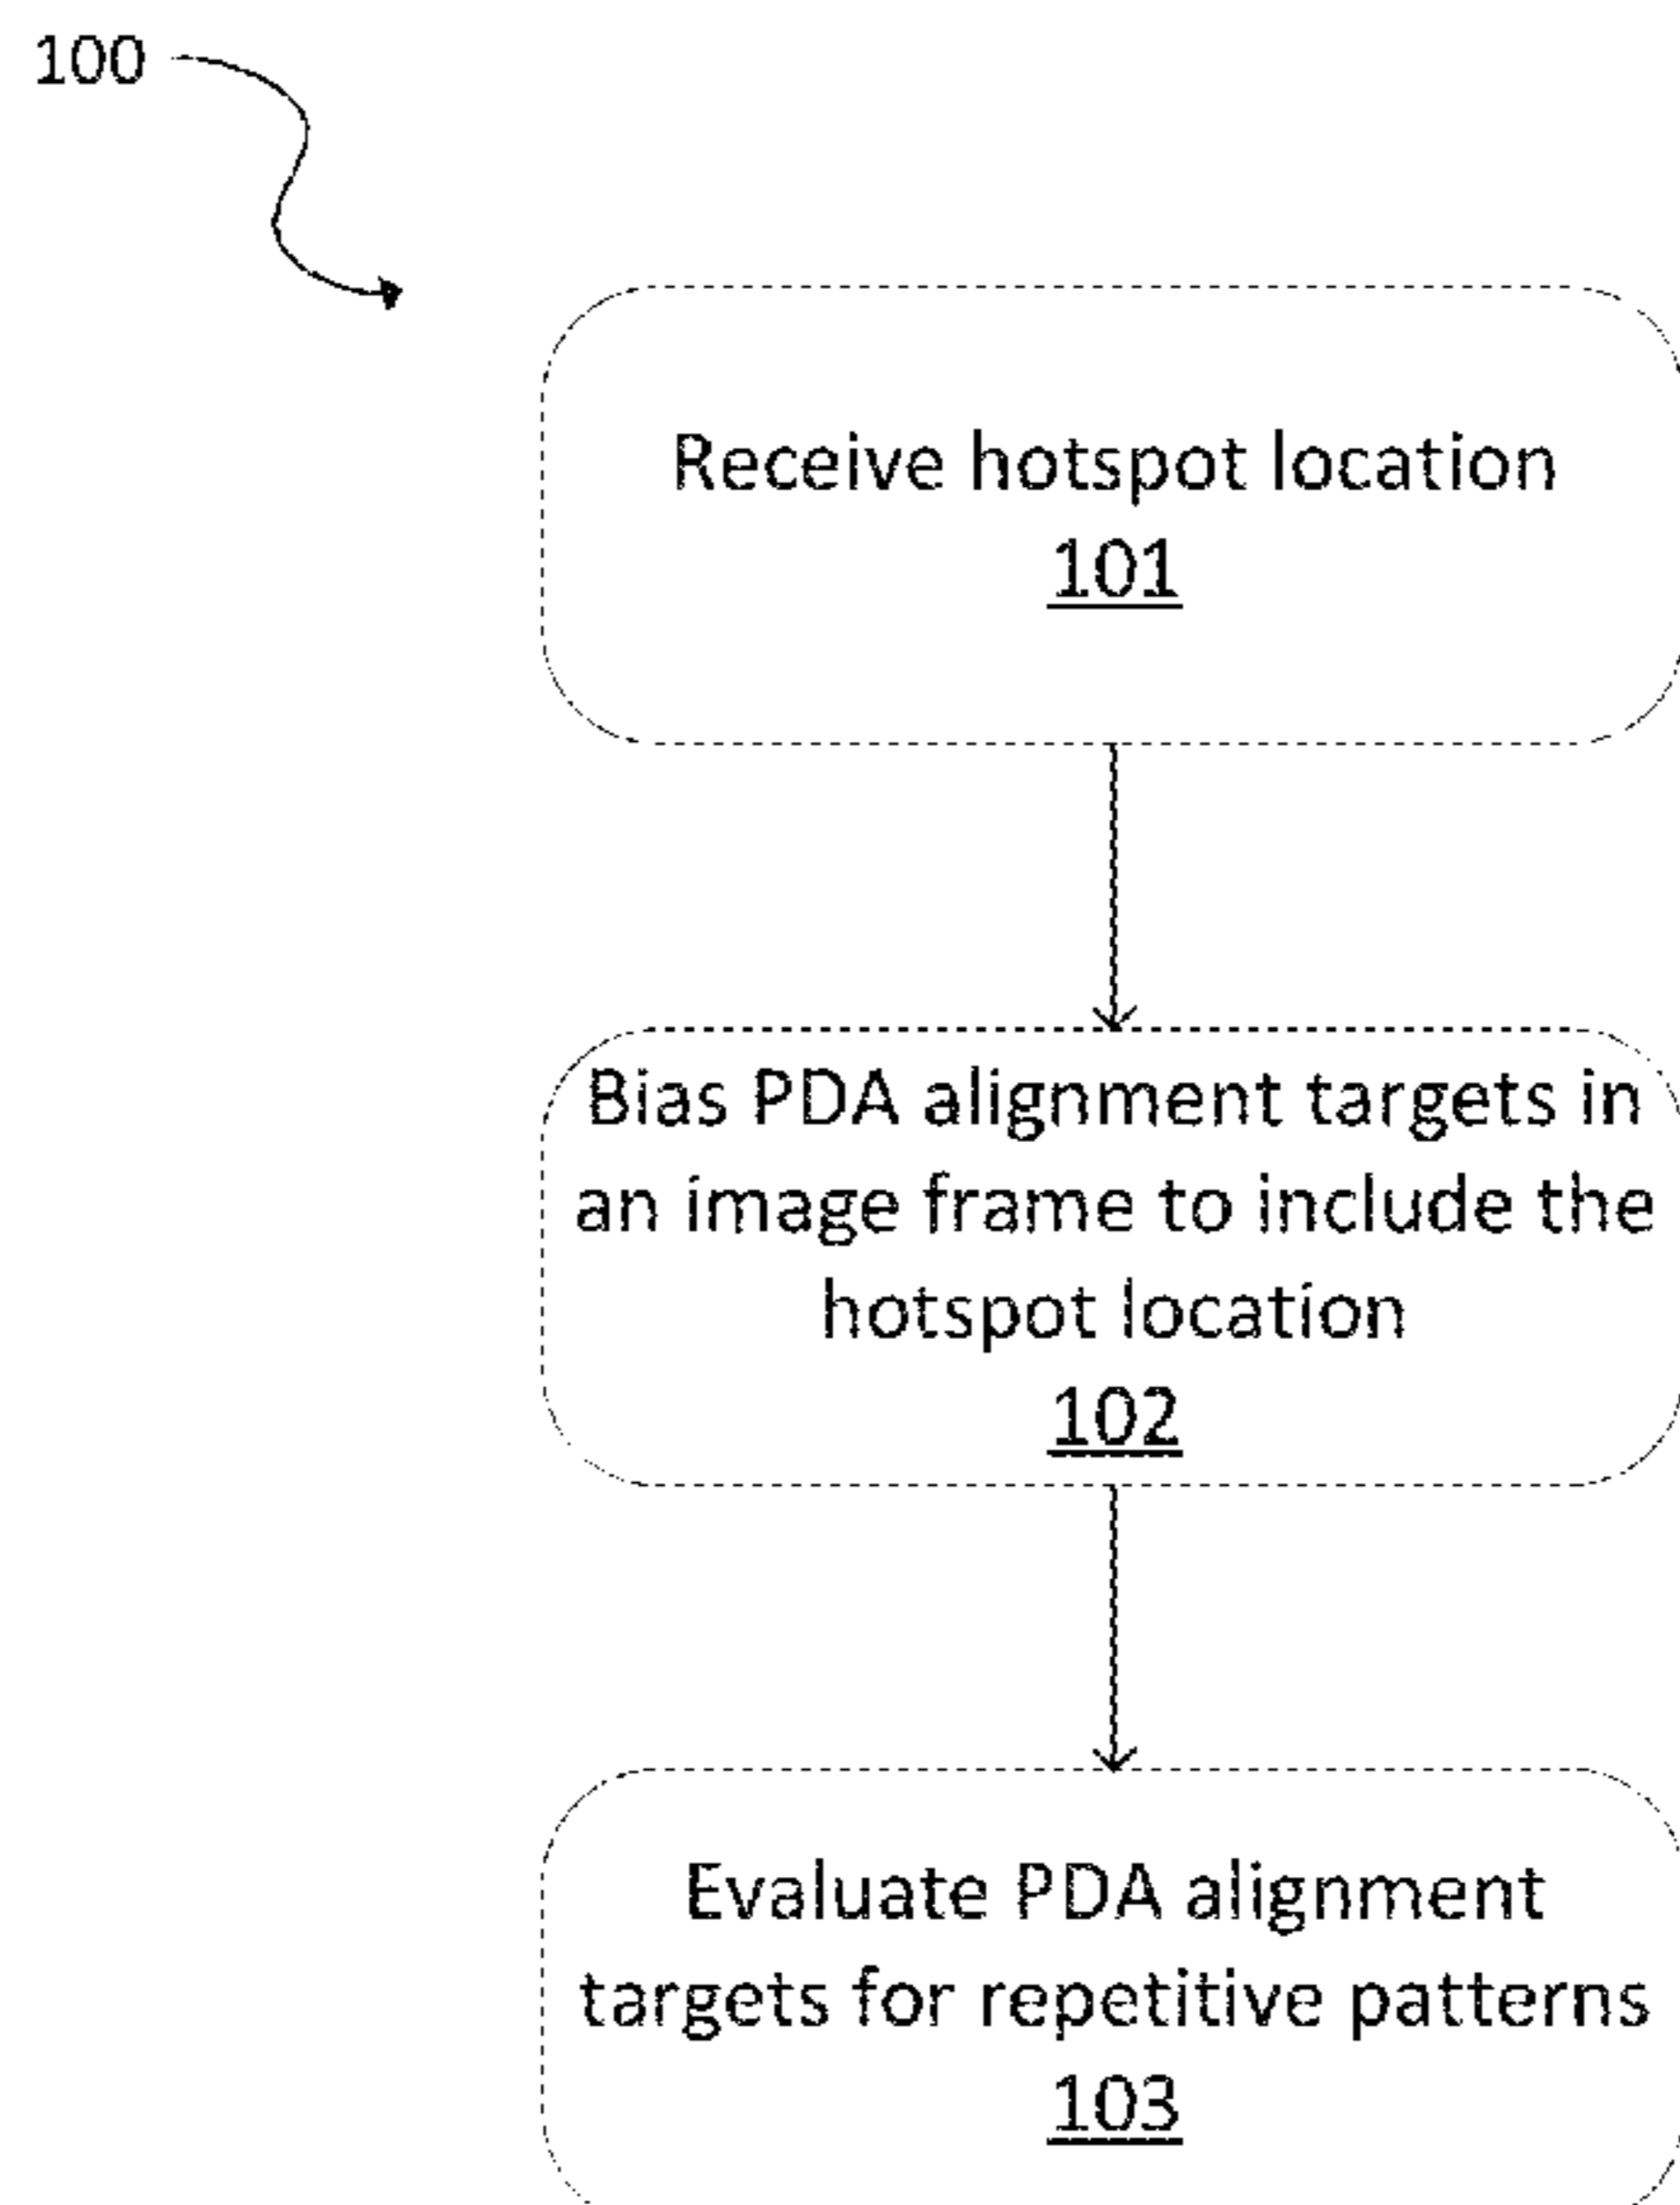 100
Receive hotspot location
101
Bias PDA alignment targets in
an image frame to include the
hotspot location
102
Evaluate PDA alignment
targets for repetitive patterns
103